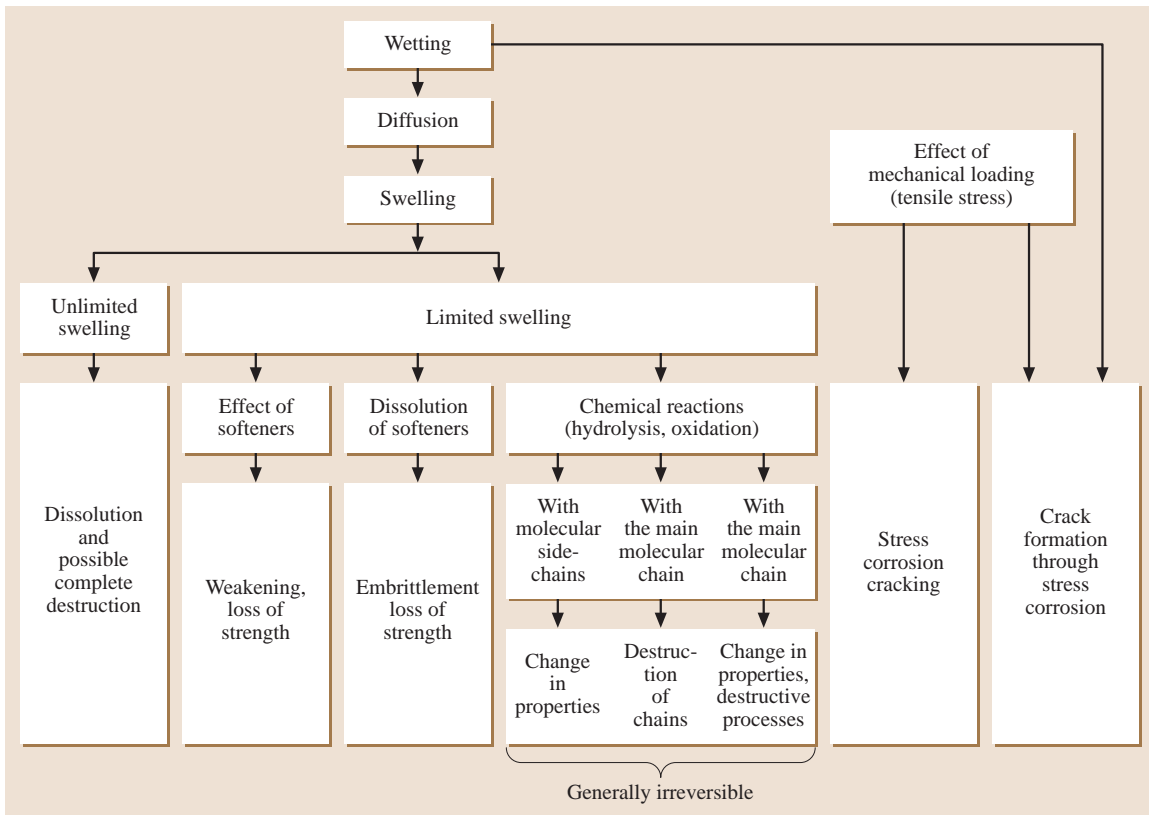 Wetting
Diffusion
Swelling
Effect of
mechanical loading
(tensile stress)
Unlimited
swelling
Limited swelling
Effect of
softeners
Dissolution
of softeners
Chemical reactions
(hydrolysis, oxidation)
Dissolution
and
possible
complete
destruction
Weakening,
loss of
strength
Embrittlement
loss of
strength
With
molecular
side-
chains
With
the main
molecular
chain
With
the main
molecular
chain
Change
in
properties
Destruc-
tion
of
chains
Change in
properties,
destructive
processes
Stress
corrosion
cracking
Crack
formation
through
stress
corrosion
Generally irreversible